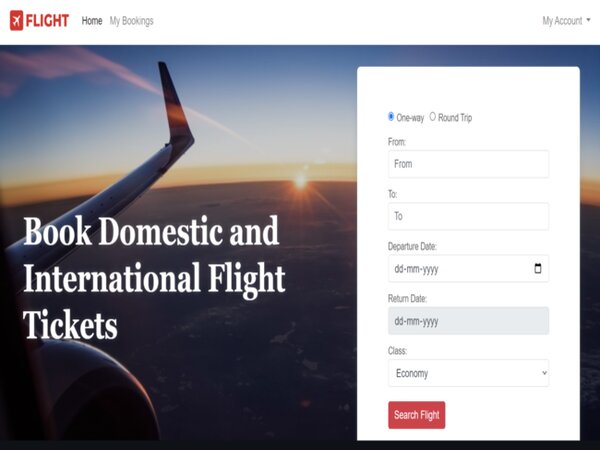 FLIGHT
Home
My Bookings
My Account
One-way
Round Trip
From:
From
To:
To
Departure Date:
dd-mm-yyyy
Return Date:
dd-mm-yyyy
Class:
Economy
Search Flight
Book Domestic and
International Flight
Tickets